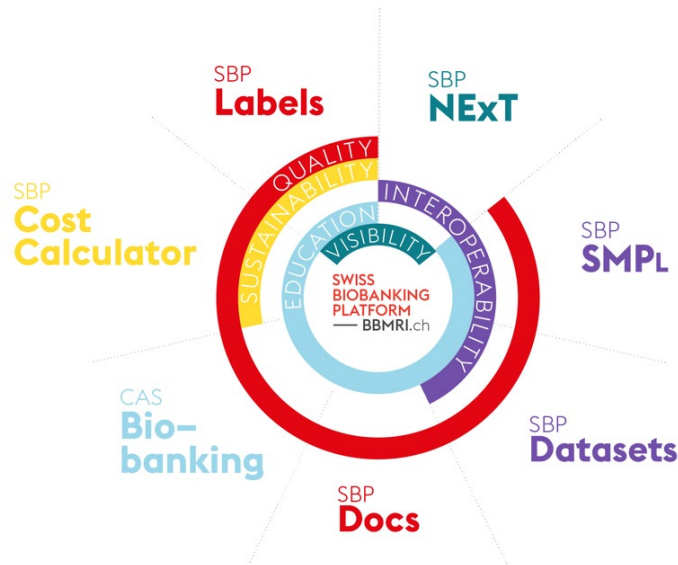 SBP
Labels
SBP
NExT
SBP
Cost
Calculator
SBP
SMPL
QUALITY
SUSTAINABILITY
EDUCATION
VISIBILITY
INTEROPERABILITY
SWISS
BIOBANKING
PLATFORM
— BBMRI.ch
CAS
Bio–
banking
SBP
Datasets
SBP
Docs